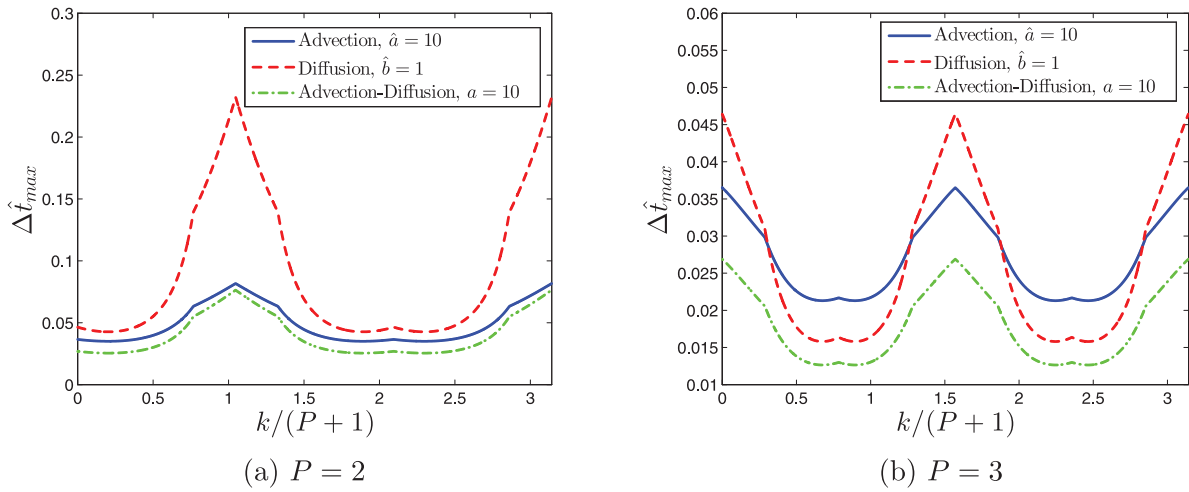 0.3
0.25
0.2
0.15
0.1
0.05
0
Δt̂max
Advection, â = 10
Diffusion, b̂ = 1
Advection-Diffusion, a = 10
0 0.5 1 1.5 2 2.5 3
k/(P + 1)
(a) P = 2
0.06
0.055
0.05
0.045
0.04
0.035
0.03
0.025
0.02
0.015
0.01
Δt̂max
Advection, â = 10
Diffusion, b̂ = 1
Advection-Diffusion, a = 10
0 0.5 1 1.5 2 2.5 3
k/(P + 1)
(b) P = 3